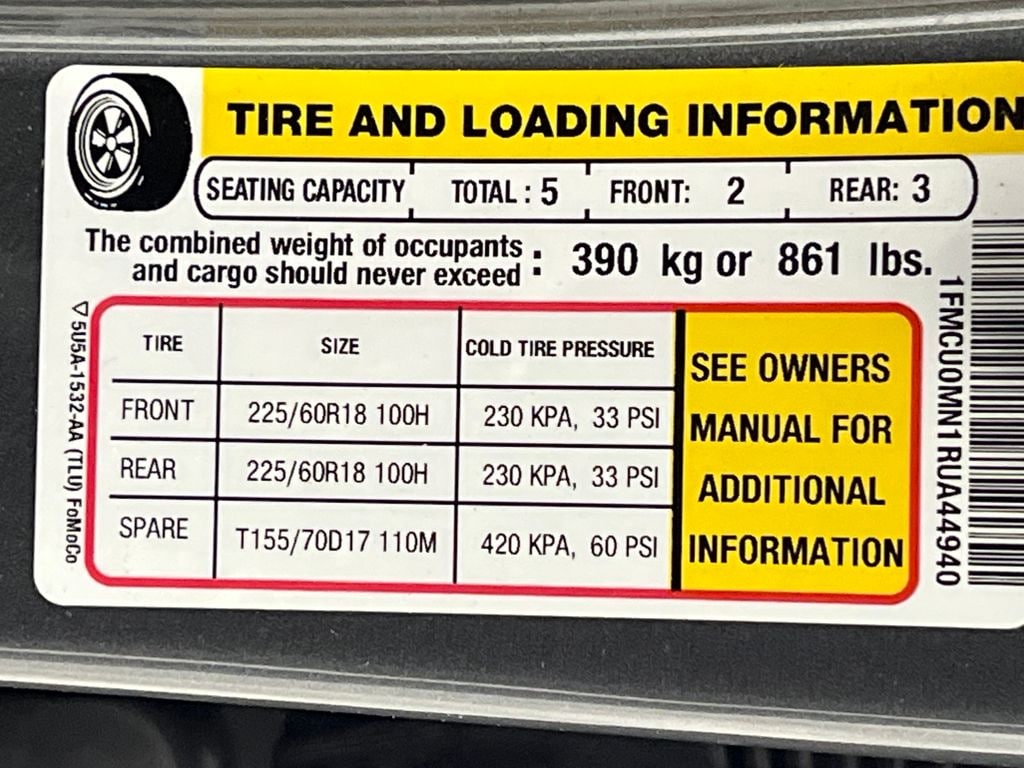 TIRE AND LOADING INFORMATION
SEATING CAPACITY TOTAL : 5 FRONT: 2 REAR: 3
The combined weight of occupants
and cargo should never exceed : 390 kg or 861 lbs.
TIRE SIZE COLD TIRE PRESSURE
FRONT 225/60R18 100H 230 KPA, 33 PSI
REAR 225/60R18 100H 230 KPA, 33 PSI
SPARE T155/70D17 110M 420 KPA, 60 PSI
SEE OWNERS
MANUAL FOR
ADDITIONAL
INFORMATION
5U5A-1532-AA (TLU) FoMoCo
1FMCU0MN1RUA44940